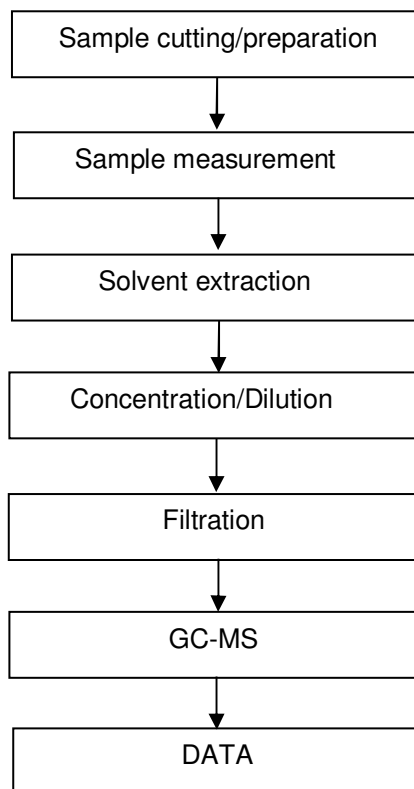 Sample cutting/preparation
Sample measurement
Solvent extraction
Concentration/Dilution
Filtration
GC-MS
DATA